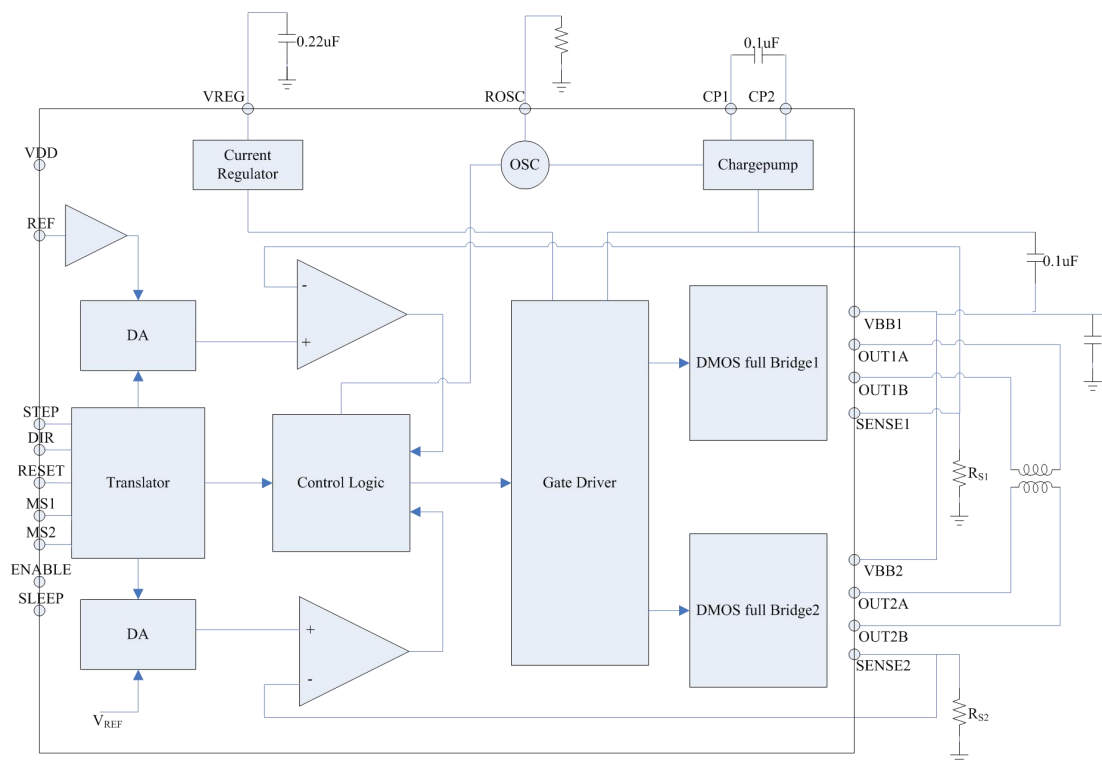 0.22uF
0.1uF
VREG
ROSC
CP1
CP2
VDD
Current
Regulator
OSC
Chargepump
REF
0.1uF
-
DA
+
VBB1
DMOS full Bridge1
OUT1A
OUT1B
STEP
SENSE1
DIR
RESET
Translator
Control Logic
Gate Driver
RS1
MS1
MS2
ENABLE
VBB2
SLEEP
OUT2A
DA
+
DMOS full Bridge2
OUT2B
-
SENSE2
VREF
RS2